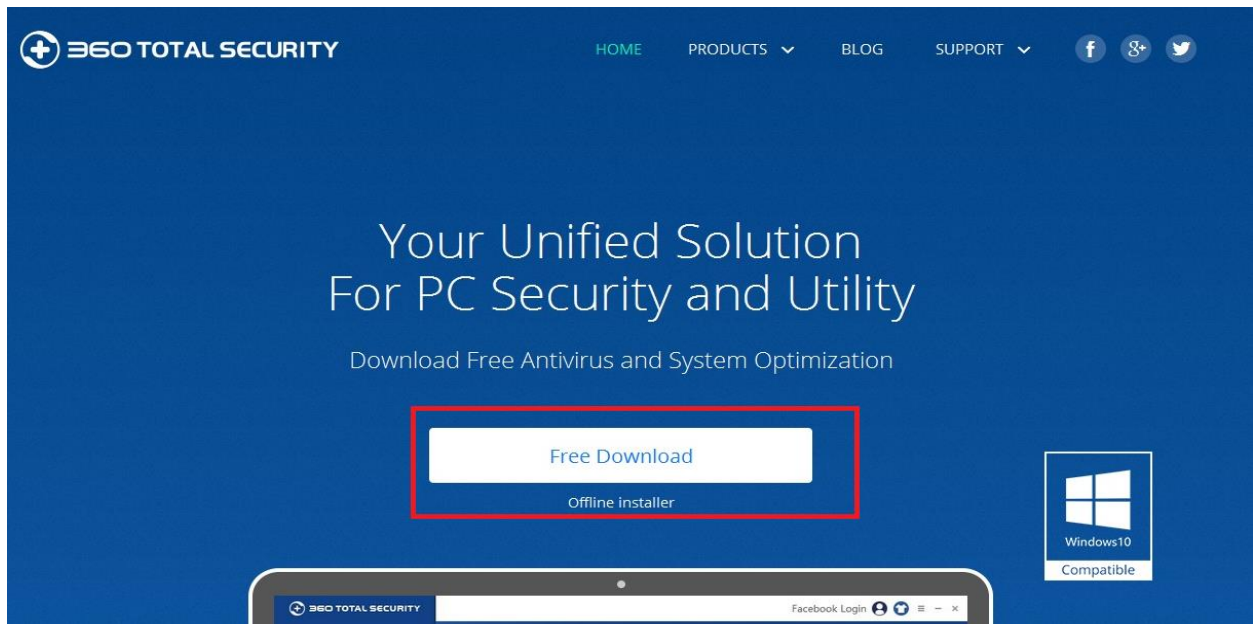 360 TOTAL SECURITY
HOME PRODUCTS BLOG SUPPORT f 8+
Your Unified Solution
For PC Security and Utility
Download Free Antivirus and System Optimization
Free Download
Offline installer
Windows10
Compatible
360 TOTAL SECURITY Facebook Login